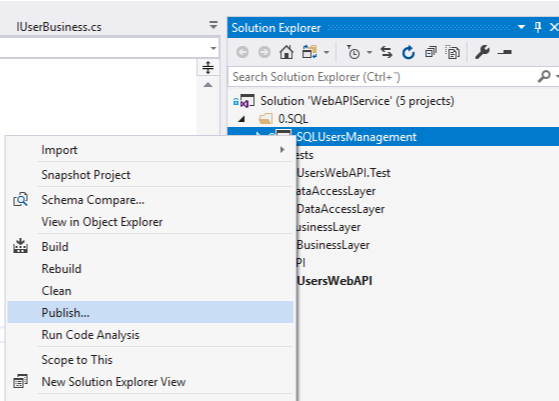 IUserBusiness.cs
Solution Explorer
Search Solution Explorer (Ctrl+ˇ)
Solution 'WebAPIService' (5 projects)
0.SQL
SQLUsersManagement
ests
UsersWebAPI.Test
ataAccessLayer
DataAccessLayer
usinessLayer
BusinessLayer
PI
UsersWebAPI
Import
Snapshot Project
Schema Compare...
View in Object Explorer
Build
Rebuild
Clean
Publish...
Run Code Analysis
Scope to This
New Solution Explorer View